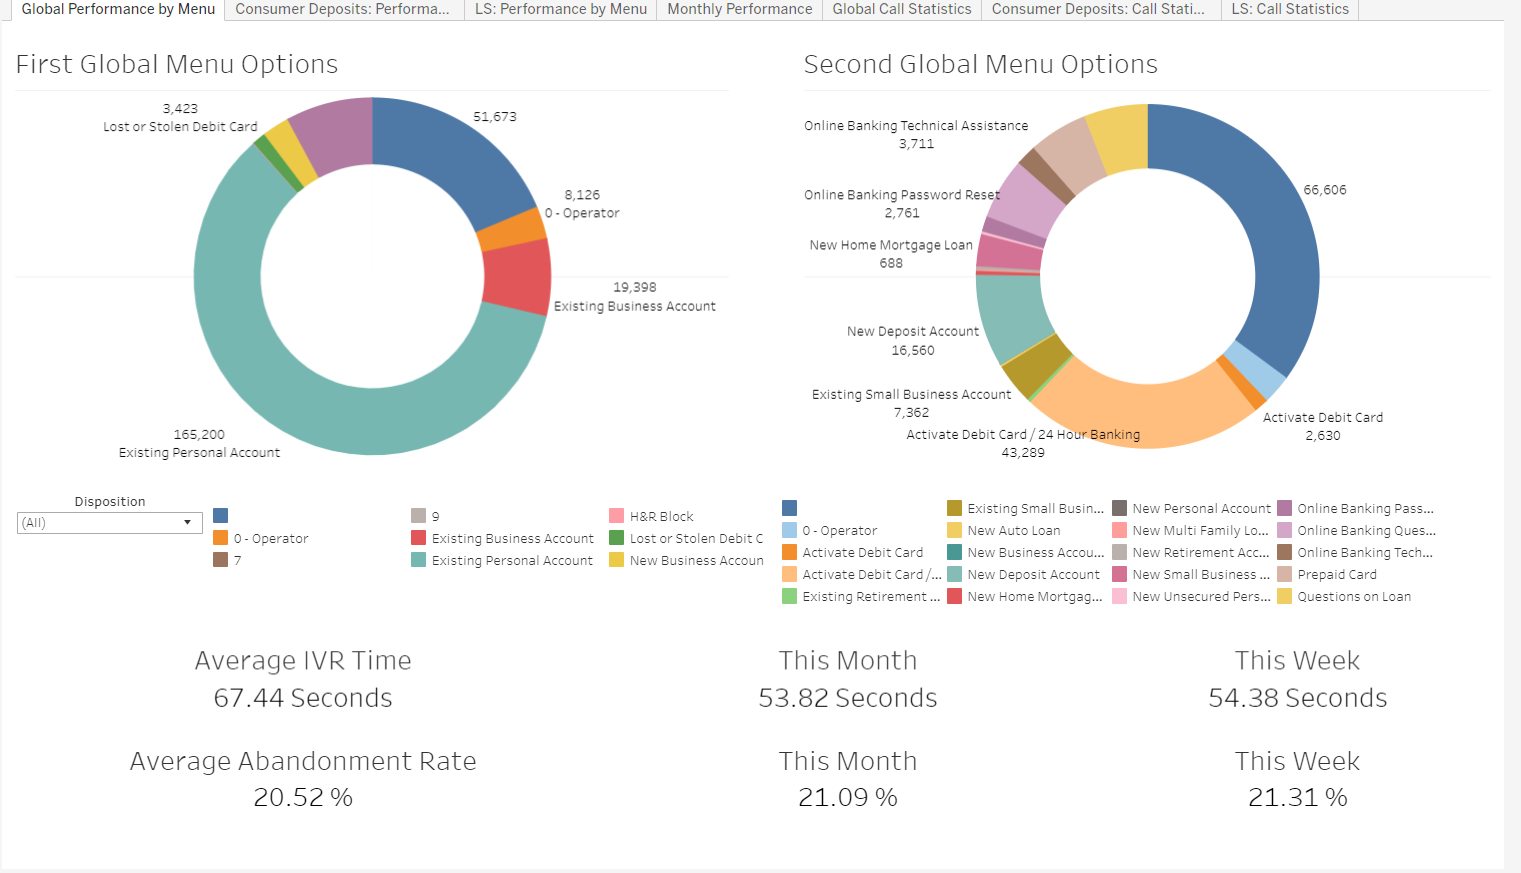 Global Performance by Menu
Consumer Deposits: Performa...
LS: Performance by Menu
Monthly Performance
Global Call Statistics
Consumer Deposits: Call Stati...
LS: Call Statistics
First Global Menu Options
3,423
Lost or Stolen Debit Card
51,673
8,126
0 - Operator
19,398
Existing Business Account
165,200
Existing Personal Account
Second Global Menu Options
Online Banking Technical Assistance
3,711
66,606
Online Banking Password Reset
2,761
New Home Mortgage Loan
688
New Deposit Account
16,560
Existing Small Business Account
7,362
Activate Debit Card / 24 Hour Banking
43,289
Activate Debit Card
2,630
Disposition
(All)
0 - Operator
7
9
Existing Business Account
Existing Personal Account
H&R Block
Lost or Stolen Debit C
New Business Accoun
0 - Operator
Activate Debit Card
Activate Debit Card /...
Existing Retirement ...
Existing Small Busin...
New Auto Loan
New Business Accou...
New Deposit Account
New Home Mortgag...
New Personal Account
New Multi Family Lo...
New Retirement Acc...
New Small Business ...
New Unsecured Pers...
Online Banking Pass...
Online Banking Ques...
Online Banking Tech...
Prepaid Card
Questions on Loan
Average IVR Time
67.44 Seconds
This Month
53.82 Seconds
This Week
54.38 Seconds
Average Abandonment Rate
20.52 %
This Month
21.09 %
This Week
21.31 %